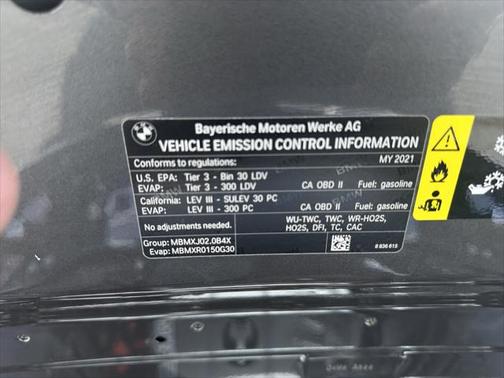 BMW
Bayerische Motoren Werke AG
VEHICLE EMISSION CONTROL INFORMATION
Conforms to regulations: MY 2021
U.S. EPA: Tier 3 - Bin 30 LDV
EVAP: Tier 3 - 300 LDV CA OBD II Fuel: gasoline
California: LEV III - SULEV 30 PC
EVAP: LEV III - 300 PC CA OBD II Fuel: gasoline
No adjustments needed. WU-TWC, TWC, WR-HO2S,
HO2S, DFI, TC, CAC
Group: MBMXJ02.0B4X
Evap: MBMXR0150G30 8 836 615